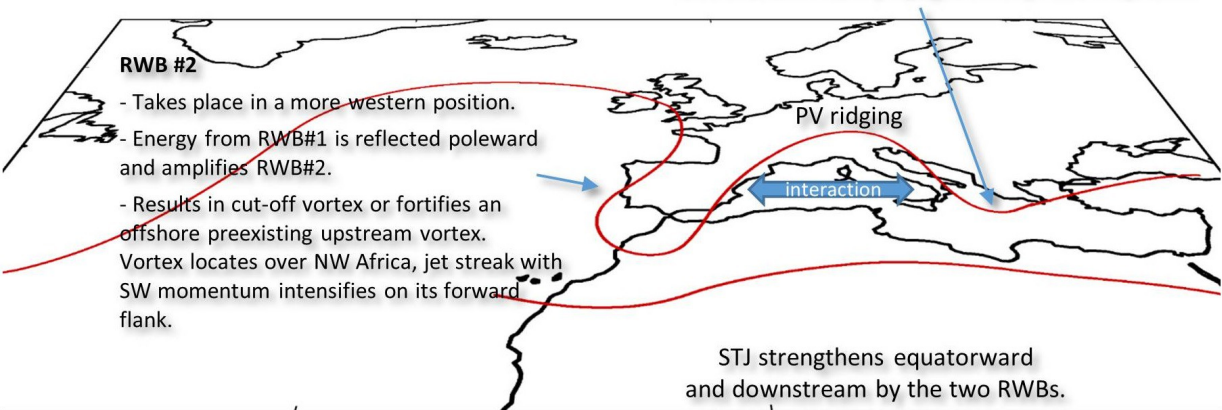 RWB #2
- Takes place in a more western position.
- Energy from RWB#1 is reflected poleward
and amplifies RWB#2.
- Results in cut-off vortex or fortifies an
offshore preexisting upstream vortex.
Vortex locates over NW Africa, jet streak with
SW momentum intensifies on its forward
flank.
PV ridging
interaction
STJ strengthens equatorward
and downstream by the two RWBs.